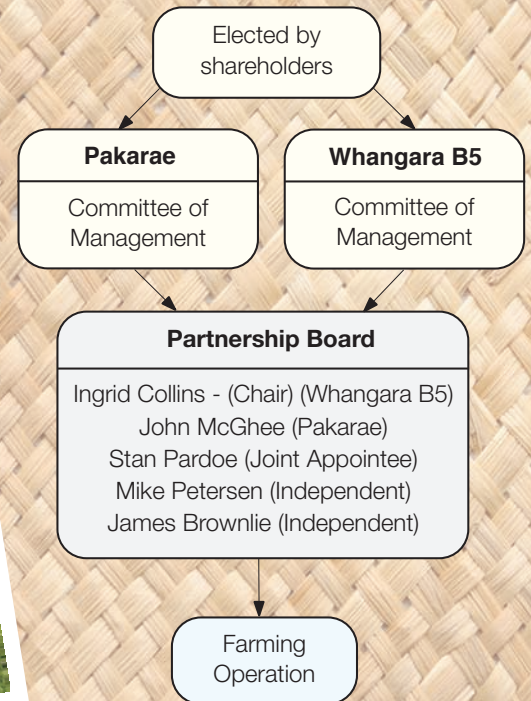 Elected by
shareholders
Pakarae
Committee of
Management
Whangara B5
Committee of
Management
Partnership Board
Ingrid Collins - (Chair) (Whangara B5)
John McGhee (Pakarae)
Stan Pardoe (Joint Appointee)
Mike Petersen (Independent)
James Brownlie (Independent)
Farming
Operation